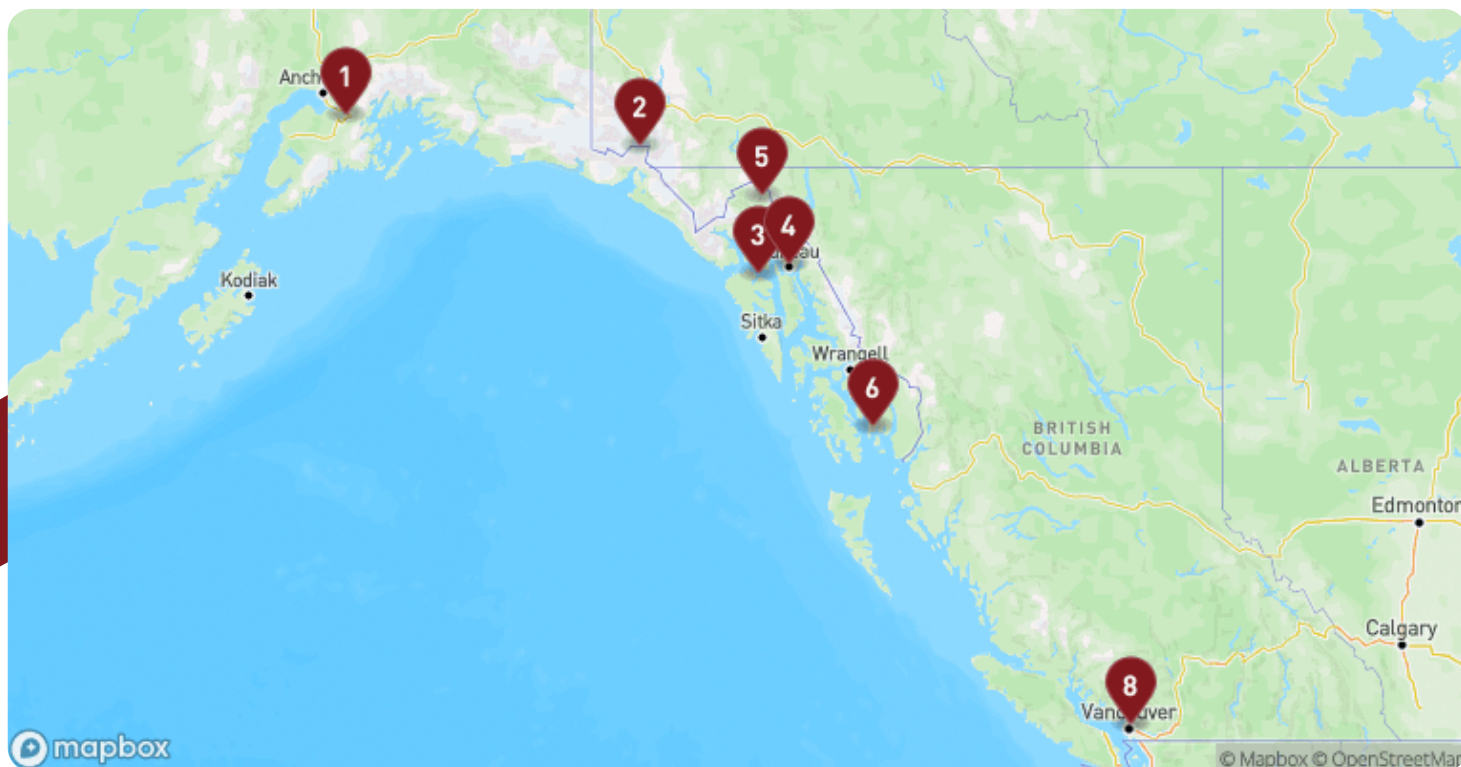 1
Anch
2
5
3
4
au
Kodiak
Sitka
Wrangell
6
BRITISH
COLUMBIA
ALBERTA
Edmonton
Calgary
8
Vancouver
mapbox
© Mapbox © OpenStreetMap